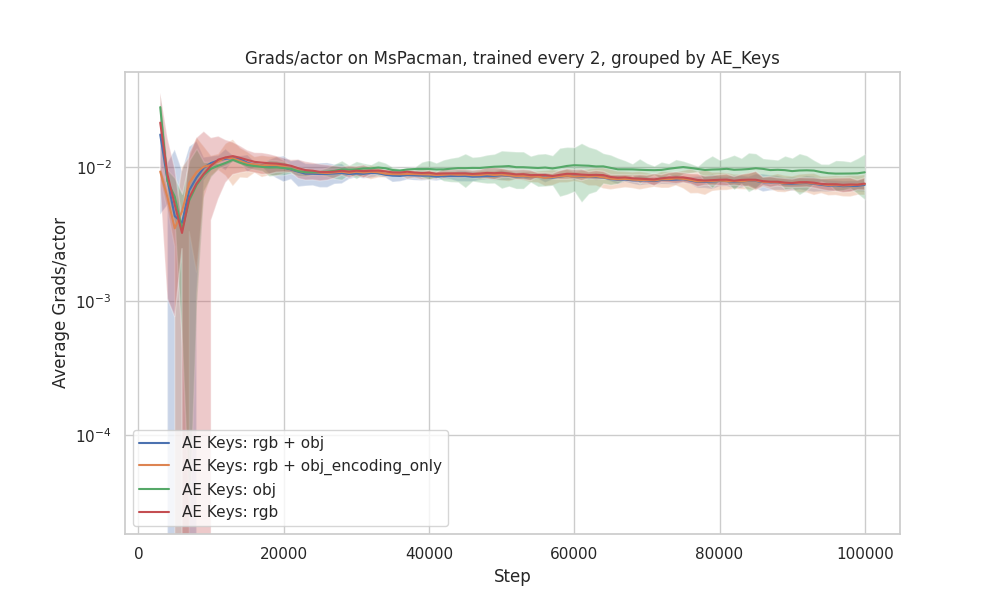 Grads/actor on MsPacman, trained every 2, grouped by AE_Keys
Average Grads/actor
10⁻²
10⁻³
10⁻⁴
AE Keys: rgb + obj
AE Keys: rgb + obj_encoding_only
AE Keys: obj
AE Keys: rgb
0 20000 40000 60000 80000 100000
Step